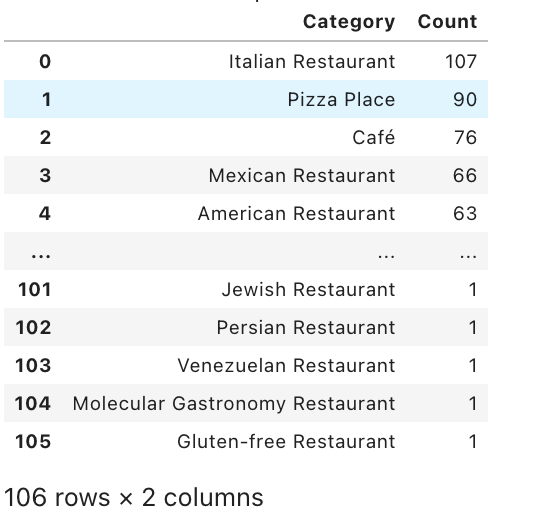 Category Count
0 Italian Restaurant 107
1 Pizza Place 90
2 Café 76
3 Mexican Restaurant 66
4 American Restaurant 63
... ... ...
101 Jewish Restaurant 1
102 Persian Restaurant 1
103 Venezuelan Restaurant 1
104 Molecular Gastronomy Restaurant 1
105 Gluten-free Restaurant 1
106 rows × 2 columns